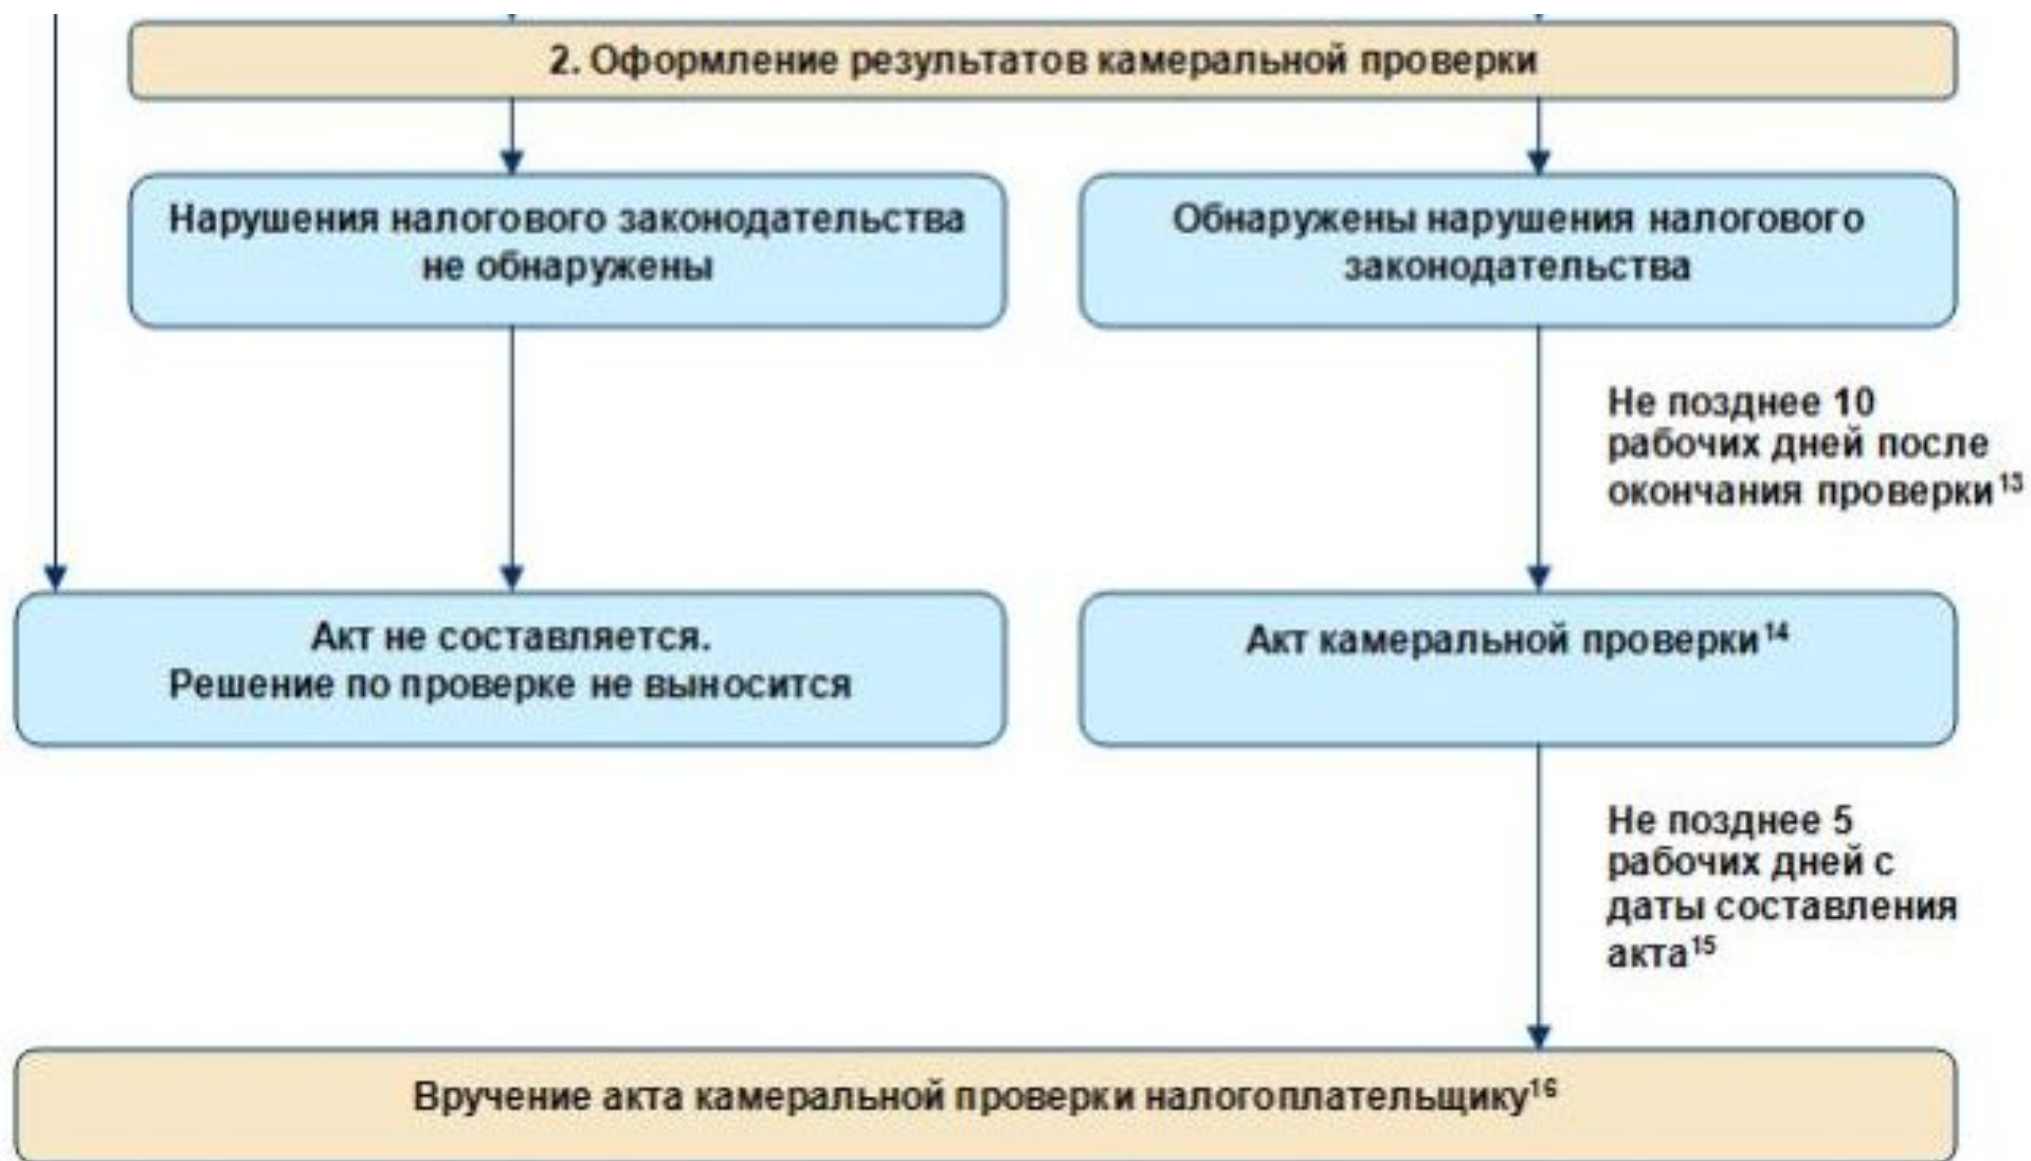 2. Оформление результатов камеральной проверки
Нарушения налогового законодательства
не обнаружены
Обнаружены нарушения налогового
законодательства
Не позднее 10
рабочих дней после
окончания проверки¹³
Акт не составляется.
Решение по проверке не выносится
Акт камеральной проверки¹⁴
Не позднее 5
рабочих дней с
даты составления
акта¹⁵
Вручение акта камеральной проверки налогоплательщику¹⁶